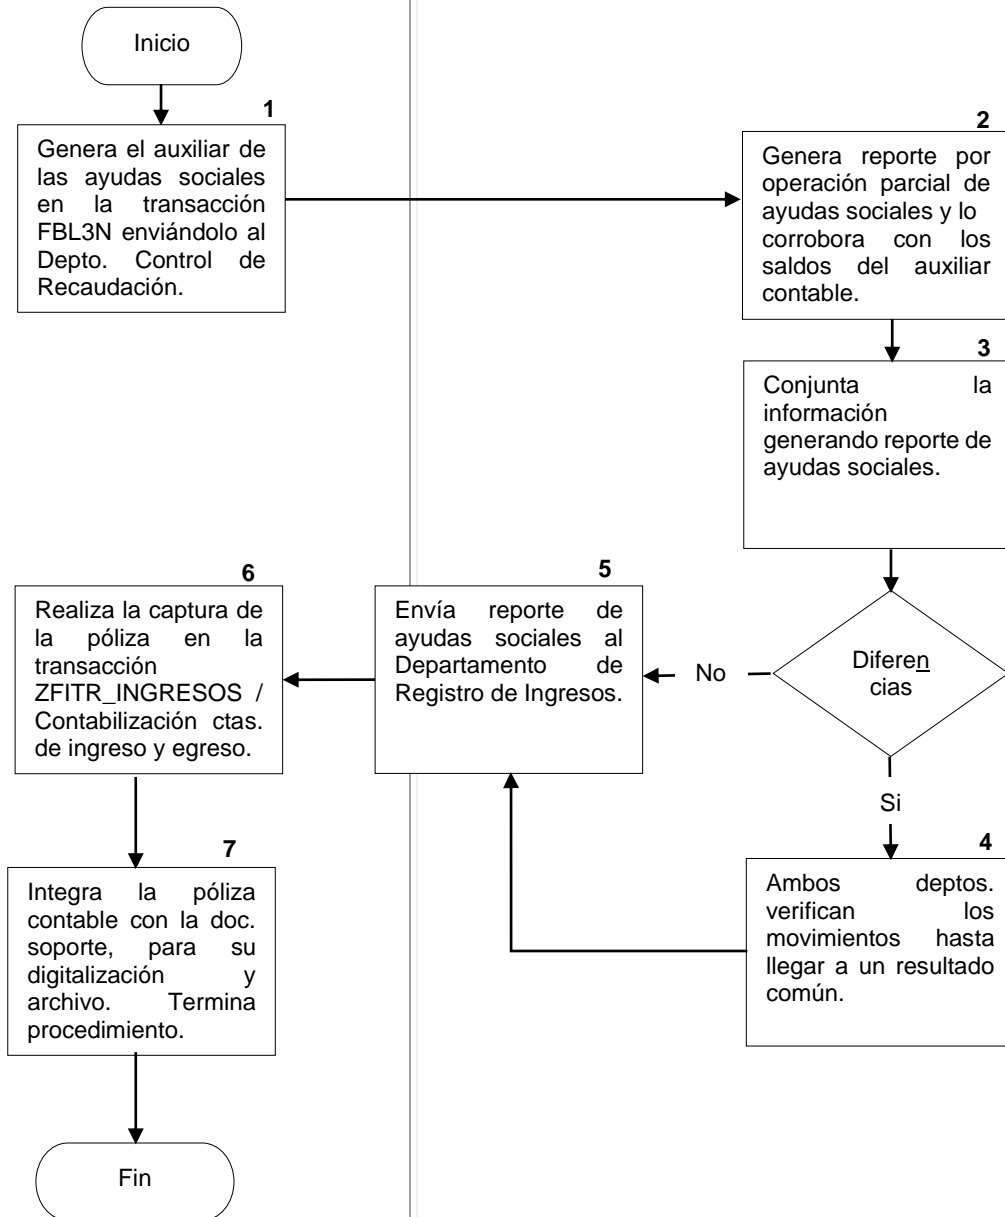 Inicio
1
Genera el auxiliar de
las ayudas sociales
en la transacción
FBL3N enviándolo al
Depto. Control de
Recaudación.
2
Genera reporte por
operación parcial de
ayudas sociales y lo
corrobora con los
saldos del auxiliar
contable.
3
Conjunta la
información
generando reporte de
ayudas sociales.
Diferen
cias
No
Si
4
Ambos deptos.
verifican los
movimientos hasta
llegar a un resultado
común.
5
Envía reporte de
ayudas sociales al
Departamento de
Registro de Ingresos.
6
Realiza la captura de
la póliza en la
transacción
ZFITR_INGRESOS /
Contabilización ctas.
de ingreso y egreso.
7
Integra la póliza
contable con la doc.
soporte, para su
digitalización y
archivo. Termina
procedimiento.
Fin